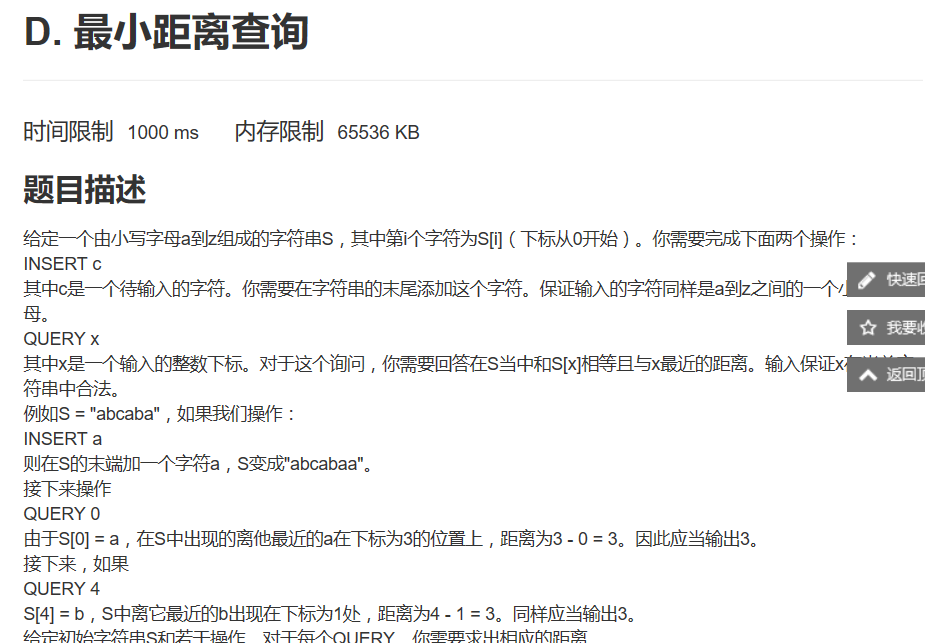 D. 最小距离查询
时间限制 1000 ms 内存限制 65536 KB
题目描述
给定一个由小写字母a到z组成的字符串S，其中第i个字符为S[i]（下标从0开始）。你需要完成下面两个操作：
INSERT c
其中c是一个待输入的字符。你需要在字符串的末尾添加这个字符。保证输入的字符同样是a到z之间的一个
母。
QUERY x
其中x是一个输入的整数下标。对于这个询问，你需要回答在S当中和S[x]相等且与x最近的距离。输入保证x
符串中合法。
例如S = "abcaba"，如果我们操作：
INSERT a
则在S的末端加一个字符a，S变成"abcabaa"。
接下来操作
QUERY 0
由于S[0] = a，在S中出现的离他最近的a在下标为3的位置上，距离为3 - 0 = 3。因此应当输出3。
接下来，如果
QUERY 4
S[4] = b，S中离它最近的b出现在下标为1处，距离为4 - 1 = 3。同样应当输出3。
给定初始字符串S和若干操作，对于每个QUERY，你需要求出相应的距离
快速回
我要收
返回顶